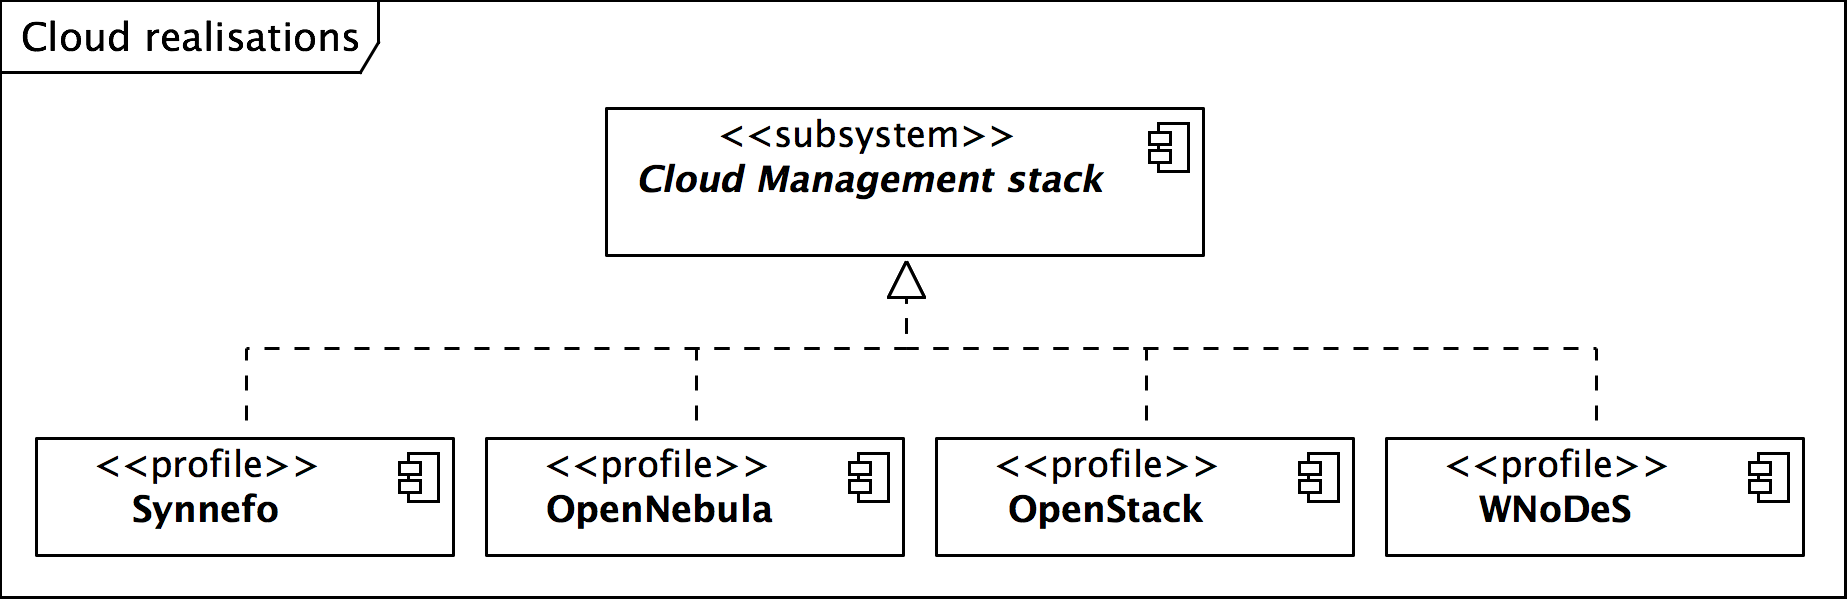 Cloud realisations
<<subsystem>>
Cloud Management stack
<<profile>>
Synnefo
<<profile>>
OpenNebula
<<profile>>
OpenStack
<<profile>>
WNoDeS